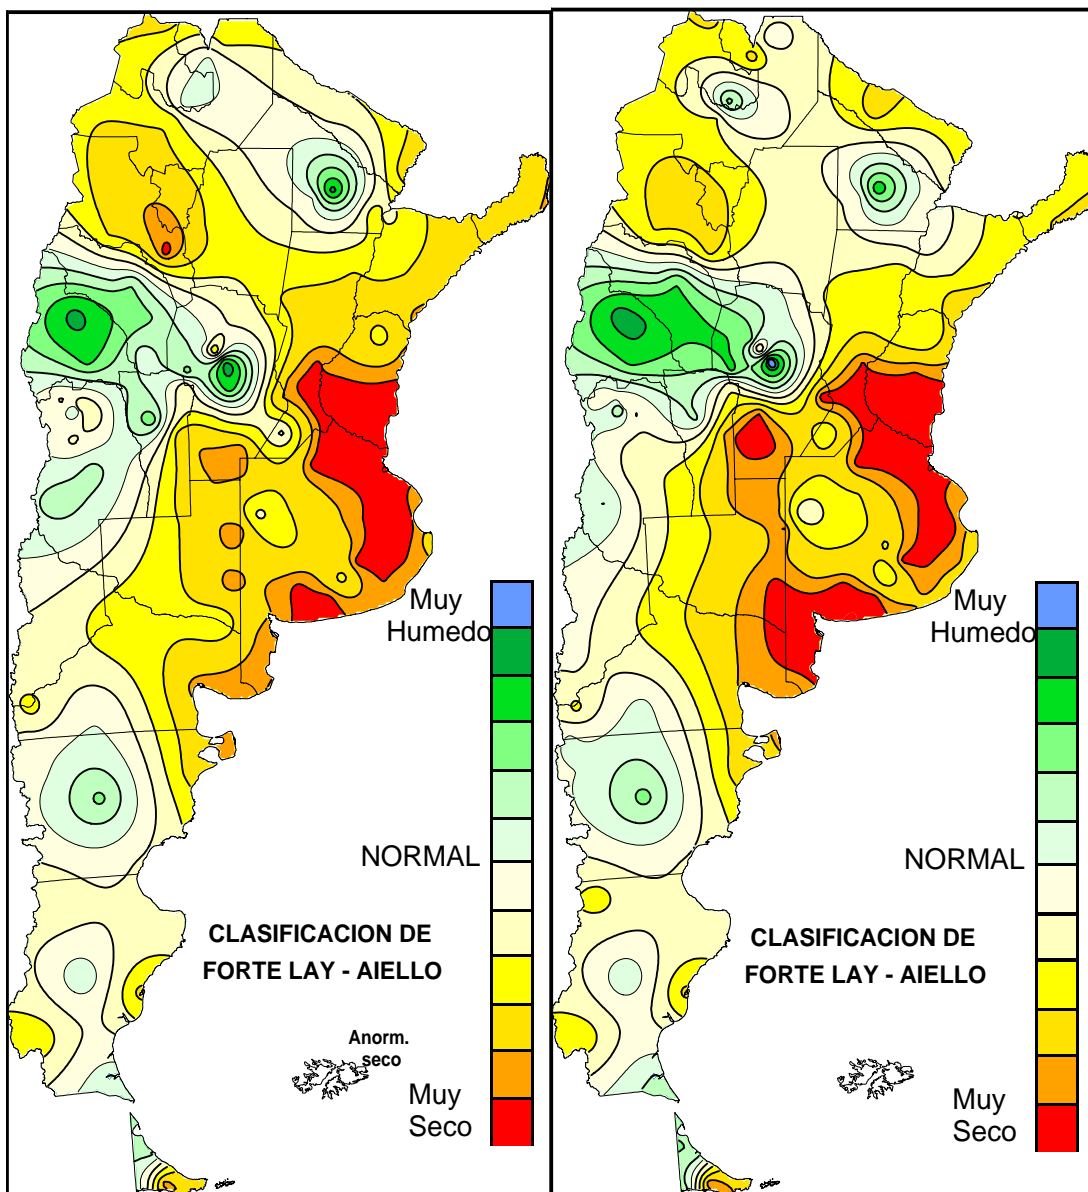 Muy
Humedo
NORMAL
CLASIFICACION DE
FORTE LAY - AIELLO
Anorm.
seco
Muy
Seco
Muy
Humedo
NORMAL
CLASIFICACION DE
FORTE LAY - AIELLO
Muy
Seco